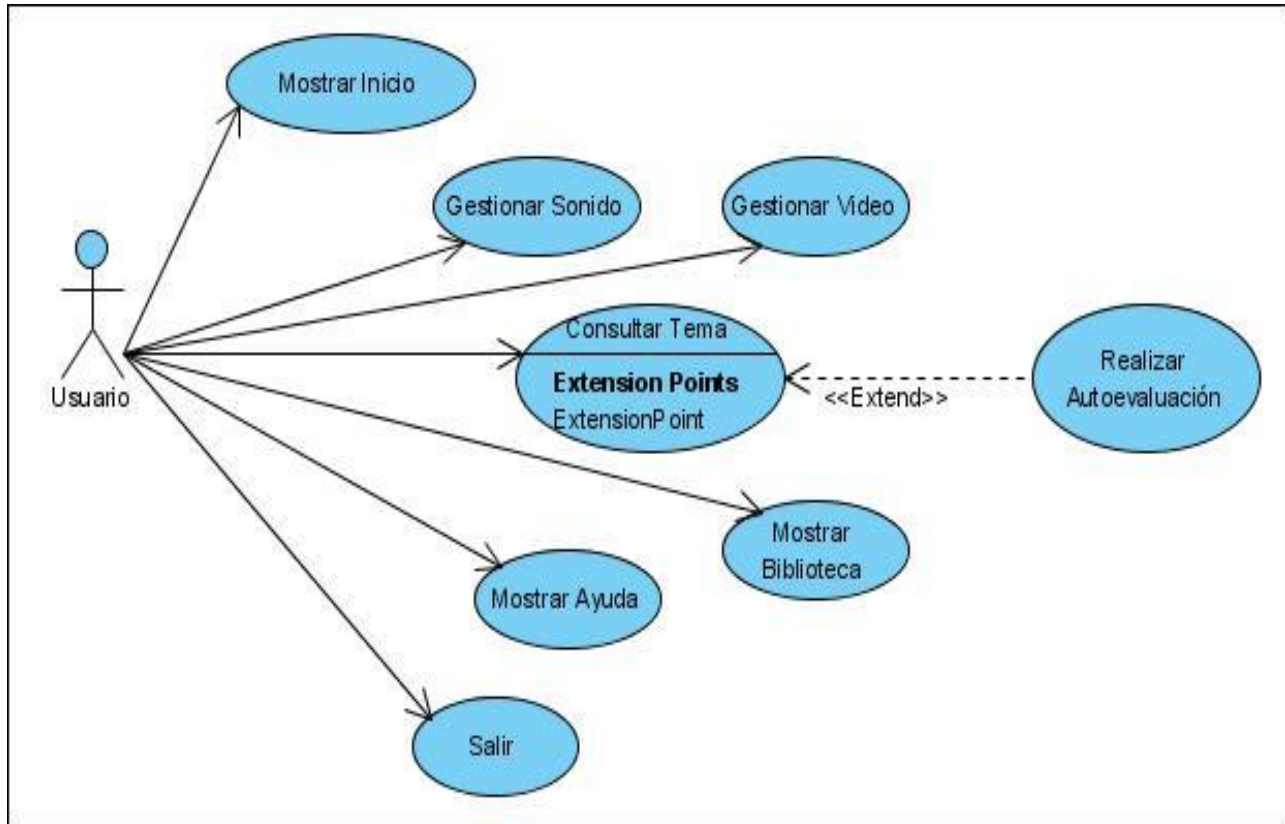 Mostrar Inicio
Gestionar Sonido
Gestionar Video
Usuario
Consultar Tema
Extension Points
ExtensionPoint
<<Extend>>
Realizar
Autoevaluación
Mostrar
Biblioteca
Mostrar Ayuda
Salir